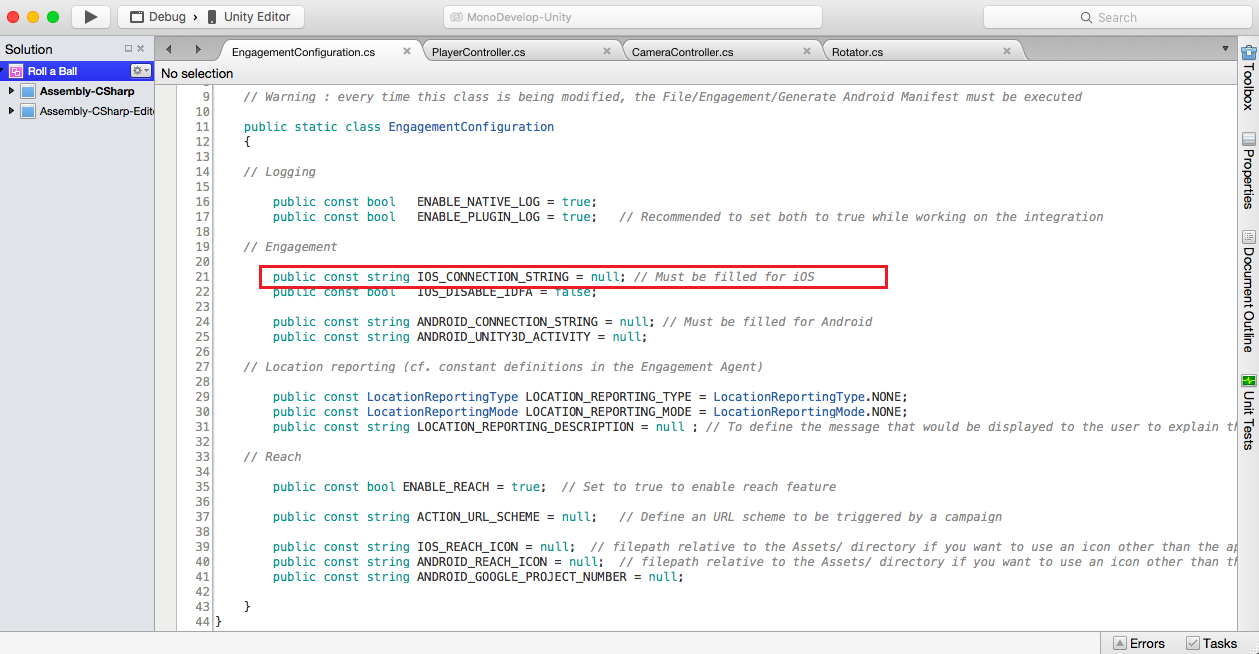 Debug › Unity Editor
MonoDevelop-Unity
Search
Solution
EngagementConfiguration.cs
PlayerController.cs
CameraController.cs
Rotator.cs
Roll a Ball
No selection
Assembly-CSharp
Assembly-CSharp-Edit
9 // Warning : every time this class is being modified, the File/Engagement/Generate Android Manifest must be executed
10
11 public static class EngagementConfiguration
12 {
13
14 // Logging
15
16 public const bool ENABLE_NATIVE_LOG = true;
17 public const bool ENABLE_PLUGIN_LOG = true; // Recommended to set both to true while working on the integration
18
19 // Engagement
20
21 public const string IOS_CONNECTION_STRING = null; // Must be filled for iOS
22 public const bool IOS_DISABLE_IDFA = false;
23
24 public const string ANDROID_CONNECTION_STRING = null; // Must be filled for Android
25 public const string ANDROID_UNITY3D_ACTIVITY = null;
26
27 // Location reporting (cf. constant definitions in the Engagement Agent)
28
29 public const LocationReportingType LOCATION_REPORTING_TYPE = LocationReportingType.NONE;
30 public const LocationReportingMode LOCATION_REPORTING_MODE = LocationReportingMode.NONE;
31 public const string LOCATION_REPORTING_DESCRIPTION = null ; // To define the message that would be displayed to the user to explain th
32
33 // Reach
34
35 public const bool ENABLE_REACH = true; // Set to true to enable reach feature
36
37 public const string ACTION_URL_SCHEME = null; // Define an URL scheme to be triggered by a campaign
38
39 public const string IOS_REACH_ICON = null; // filepath relative to the Assets/ directory if you want to use an icon other than the ap
40 public const string ANDROID_REACH_ICON = null; // filepath relative to the Assets/ directory if you want to use an icon other than th
41 public const string ANDROID_GOOGLE_PROJECT_NUMBER = null;
42
43 }
44 }
Toolbox
Properties
Document Outline
Unit Tests
Errors
Tasks